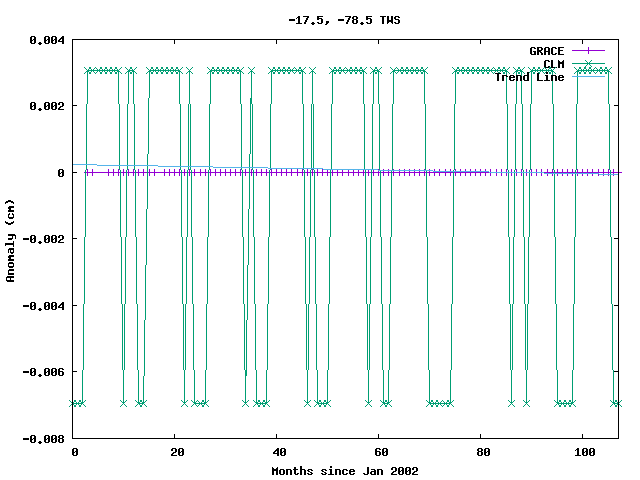 -17.5, -78.5 TWS
0.004
GRACE
CLM
Trend Line
0.002
0
-0.002
Anomaly (cm)
-0.004
-0.006
-0.008
0 20 40 60 80 100
Months since Jan 2002